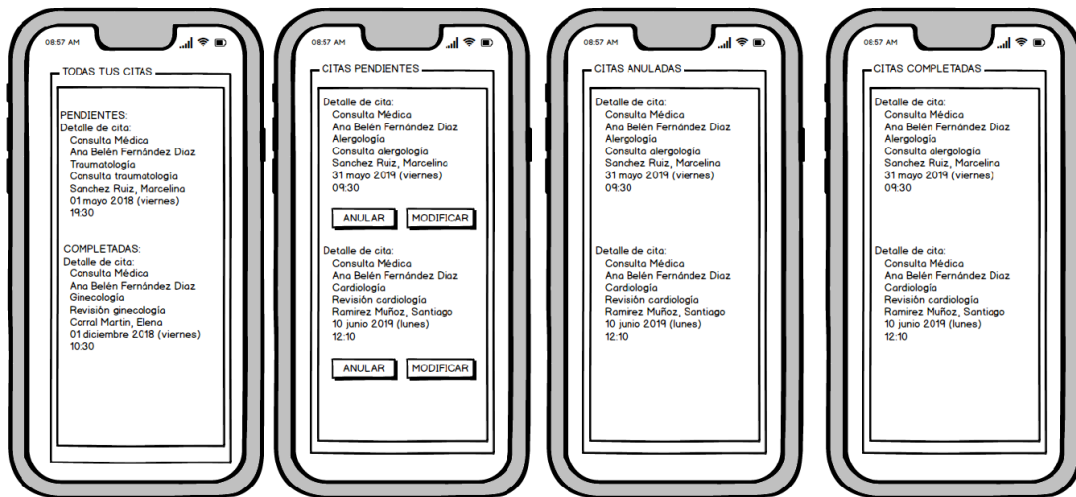 08:57 AM
TODAS TUS CITAS
PENDIENTES:
Detalle de cita:
Consulta Médica
Ana Belén Fernández Diaz
Traumatología
Consulta traumatología
Sanchez Ruiz, Marcelina
01 mayo 2018 (viernes)
19:30
COMPLETADAS:
Detalle de cita:
Consulta Médica
Ana Belén Fernández Diaz
Ginecología
Revisión ginecología
Corral Martin, Elena
01 diciembre 2018 (viernes)
10:30
08:57 AM
CITAS PENDIENTES
Detalle de cita:
Consulta Médica
Ana Belén Fernández Diaz
Alergología
Consulta alergología
Sanchez Ruiz, Marcelina
31 mayo 2019 (viernes)
09:30
ANULAR MODIFICAR
Detalle de cita:
Consulta Médica
Ana Belén Fernández Diaz
Cardiología
Revisión cardiología
Ramirez Muñoz, Santiago
10 junio 2019 (lunes)
12:10
ANULAR MODIFICAR
08:57 AM
CITAS ANULADAS
Detalle de cita:
Consulta Médica
Ana Belén Fernández Diaz
Alergología
Consulta alergología
Sanchez Ruiz, Marcelina
31 mayo 2019 (viernes)
09:30
Detalle de cita:
Consulta Médica
Ana Belén Fernández Diaz
Cardiología
Revisión cardiología
Ramirez Muñoz, Santiago
10 junio 2019 (lunes)
12:10
08:57 AM
CITAS COMPLETADAS
Detalle de cita:
Consulta Médica
Ana Belén Fernández Diaz
Alergología
Consulta alergología
Sanchez Ruiz, Marcelina
31 mayo 2019 (viernes)
09:30
Detalle de cita:
Consulta Médica
Ana Belén Fernández Diaz
Cardiología
Revisión cardiología
Ramirez Muñoz, Santiago
10 junio 2019 (lunes)
12:10